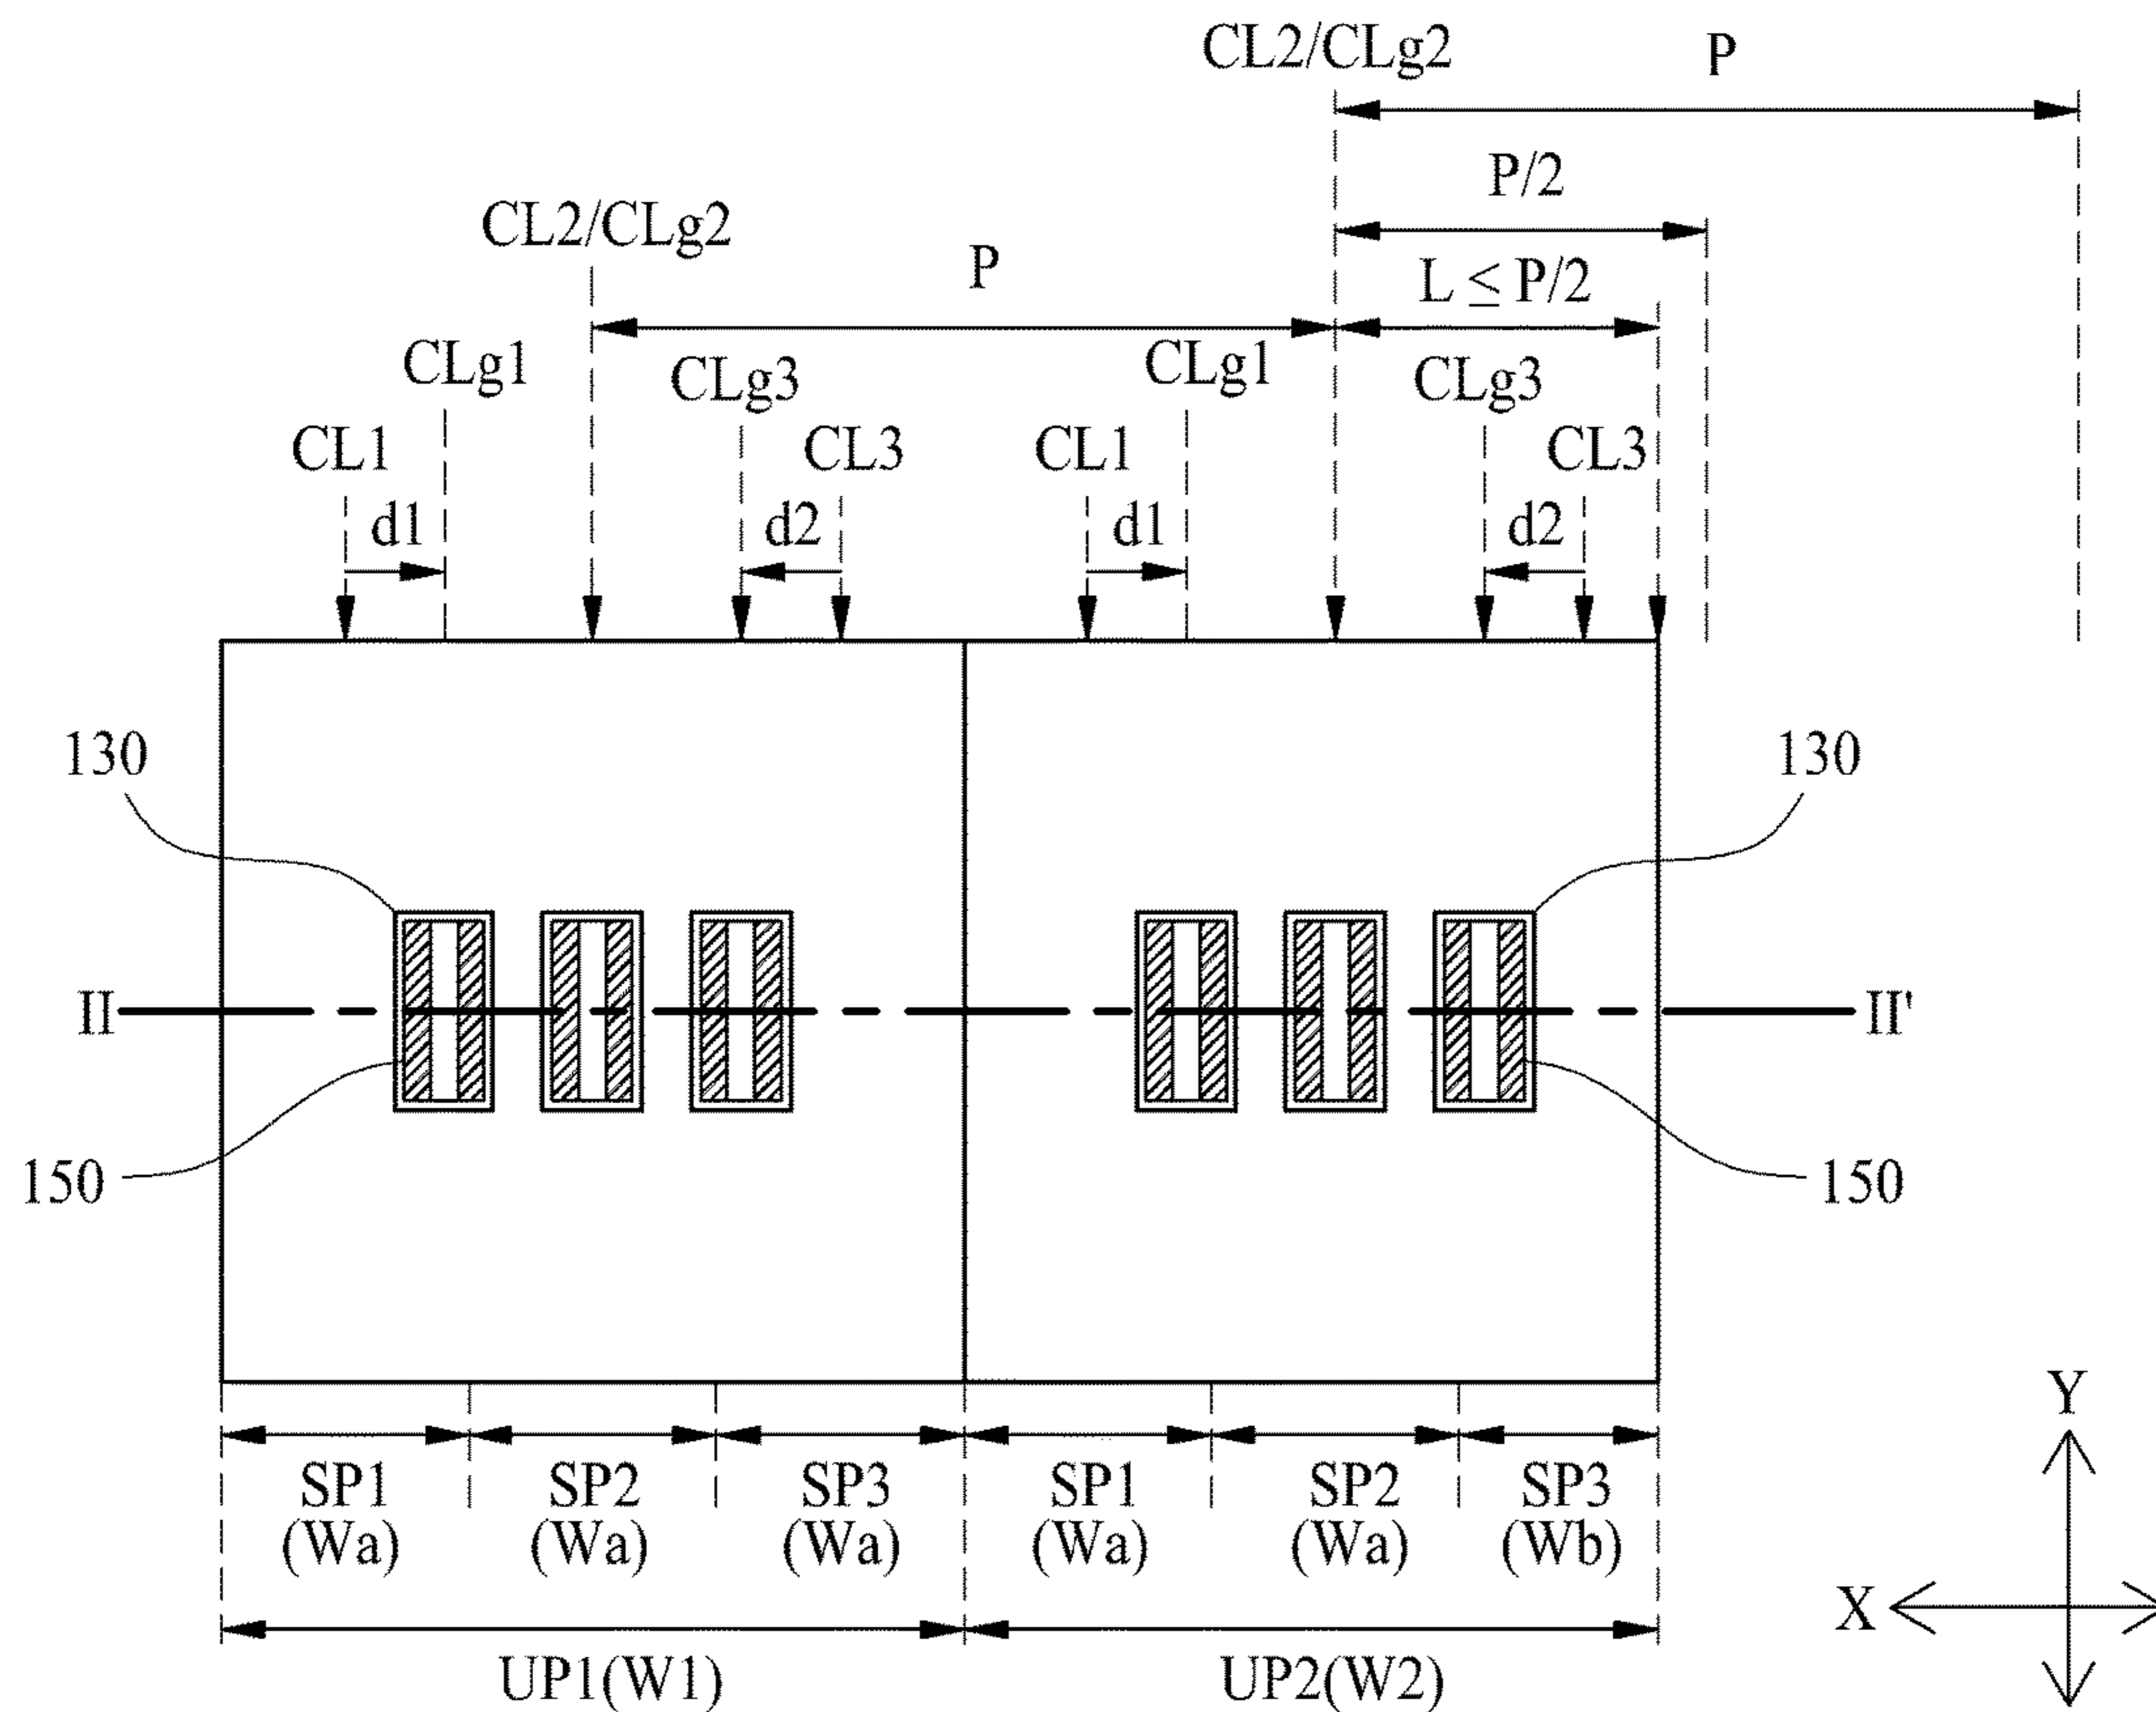 CL2/CLg2 P
P/2
CL2/CLg2 P L ≤ P/2
CLg1 CLg3 CLg1 CLg3
CL1 CL3 CL1 CL3
d1 d2 d1 d2
130 130
II II'
150 150
SP1 SP2 SP3 SP1 SP2 SP3
(Wa) (Wa) (Wa) (Wa) (Wa) (Wb)
UP1(W1) UP2(W2)
Y
X